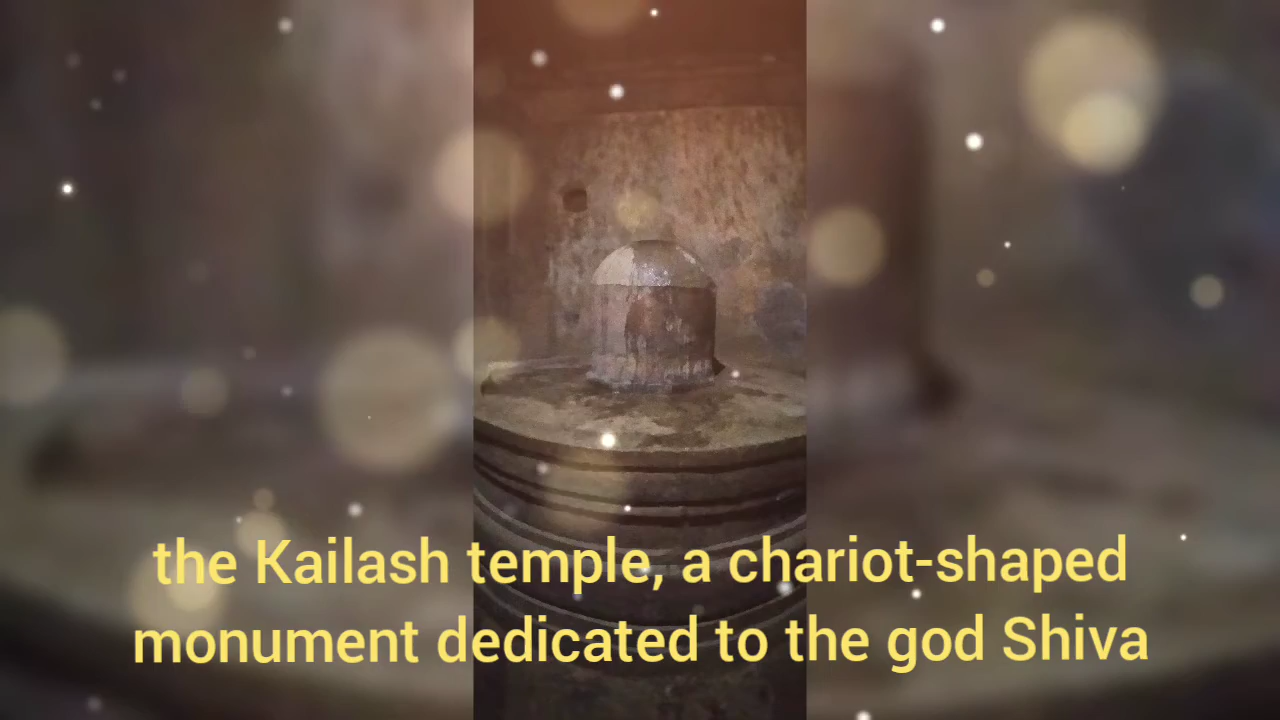 the Kailash temple, a chariot-shaped
monument dedicated to the god Shiva